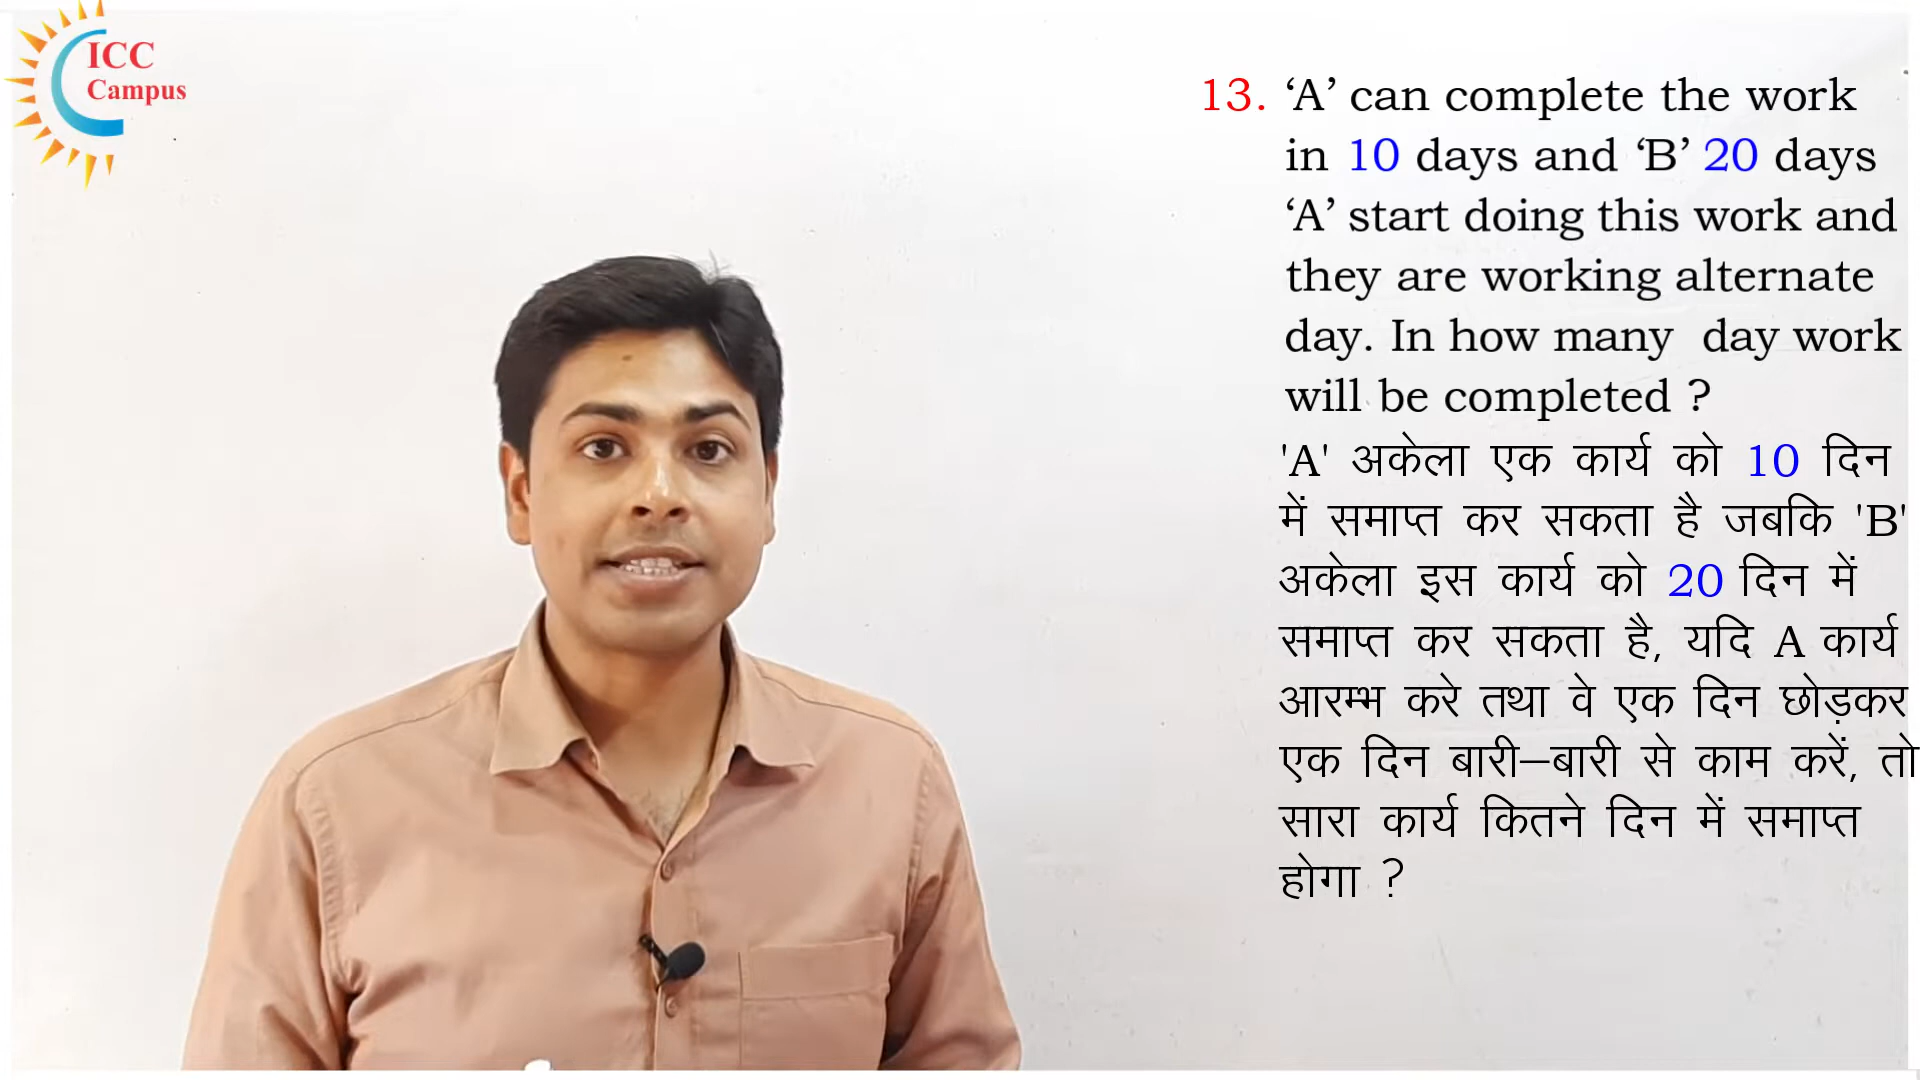 ICC
Campus
13. ‘A’ can complete the work
in 10 days and ‘B’ 20 days
‘A’ start doing this work and
they are working alternate
day. In how many day work
will be completed ?
'A' अकेला एक कार्य को 10 दिन
में समाप्त कर सकता है जबकि 'B'
अकेला इस कार्य को 20 दिन में
समाप्त कर सकता है, यदि A कार्य
आरम्भ करे तथा वे एक दिन छोड़कर
एक दिन बारी–बारी से काम करें, तो
सारा कार्य कितने दिन में समाप्त
होगा ?